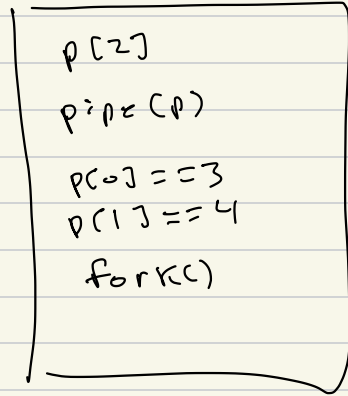 p[2]
pipe(p)
p[0]==3
p[1]==4
fork()